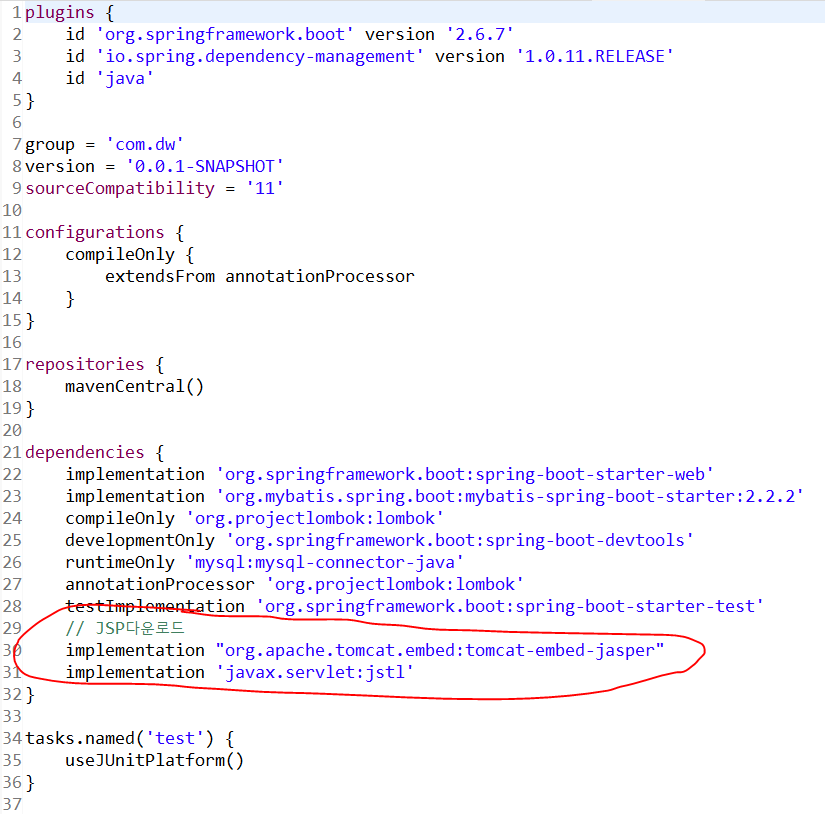 1 plugins {
2     id 'org.springframework.boot' version '2.6.7'
3     id 'io.spring.dependency-management' version '1.0.11.RELEASE'
4     id 'java'
5 }
6
7 group = 'com.dw'
8 version = '0.0.1-SNAPSHOT'
9 sourceCompatibility = '11'
10
11 configurations {
12     compileOnly {
13         extendsFrom annotationProcessor
14     }
15 }
16
17 repositories {
18     mavenCentral()
19 }
20
21 dependencies {
22     implementation 'org.springframework.boot:spring-boot-starter-web'
23     implementation 'org.mybatis.spring.boot:mybatis-spring-boot-starter:2.2.2'
24     compileOnly 'org.projectlombok:lombok'
25     developmentOnly 'org.springframework.boot:spring-boot-devtools'
26     runtimeOnly 'mysql:mysql-connector-java'
27     annotationProcessor 'org.projectlombok:lombok'
28     testImplementation 'org.springframework.boot:spring-boot-starter-test'
29     // JSP다운로드
30     implementation "org.apache.tomcat.embed:tomcat-embed-jasper"
31     implementation 'javax.servlet:jstl'
32 }
33
34 tasks.named('test') {
35     useJUnitPlatform()
36 }
37